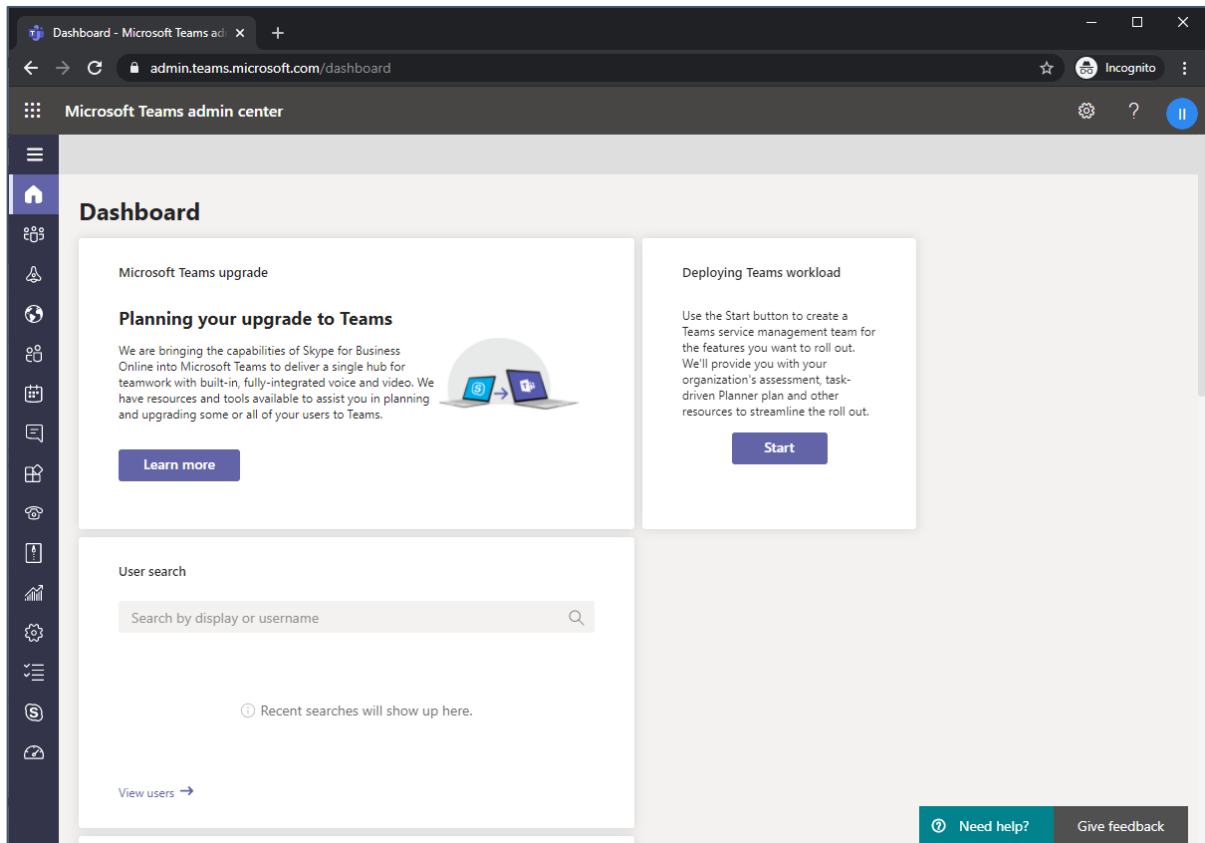 Dashboard - Microsoft Teams ad
admin.teams.microsoft.com/dashboard
Incognito
Microsoft Teams admin center
II
Dashboard
Microsoft Teams upgrade
Planning your upgrade to Teams
We are bringing the capabilities of Skype for Business
Online into Microsoft Teams to deliver a single hub for
teamwork with built-in, fully-integrated voice and video. We
have resources and tools available to assist you in planning
and upgrading some or all of your users to Teams.
Learn more
Deploying Teams workload
Use the Start button to create a
Teams service management team for
the features you want to roll out.
We'll provide you with your
organization's assessment, task-
driven Planner plan and other
resources to streamline the roll out.
Start
User search
Search by display or username
Recent searches will show up here.
View users
Need help?
Give feedback